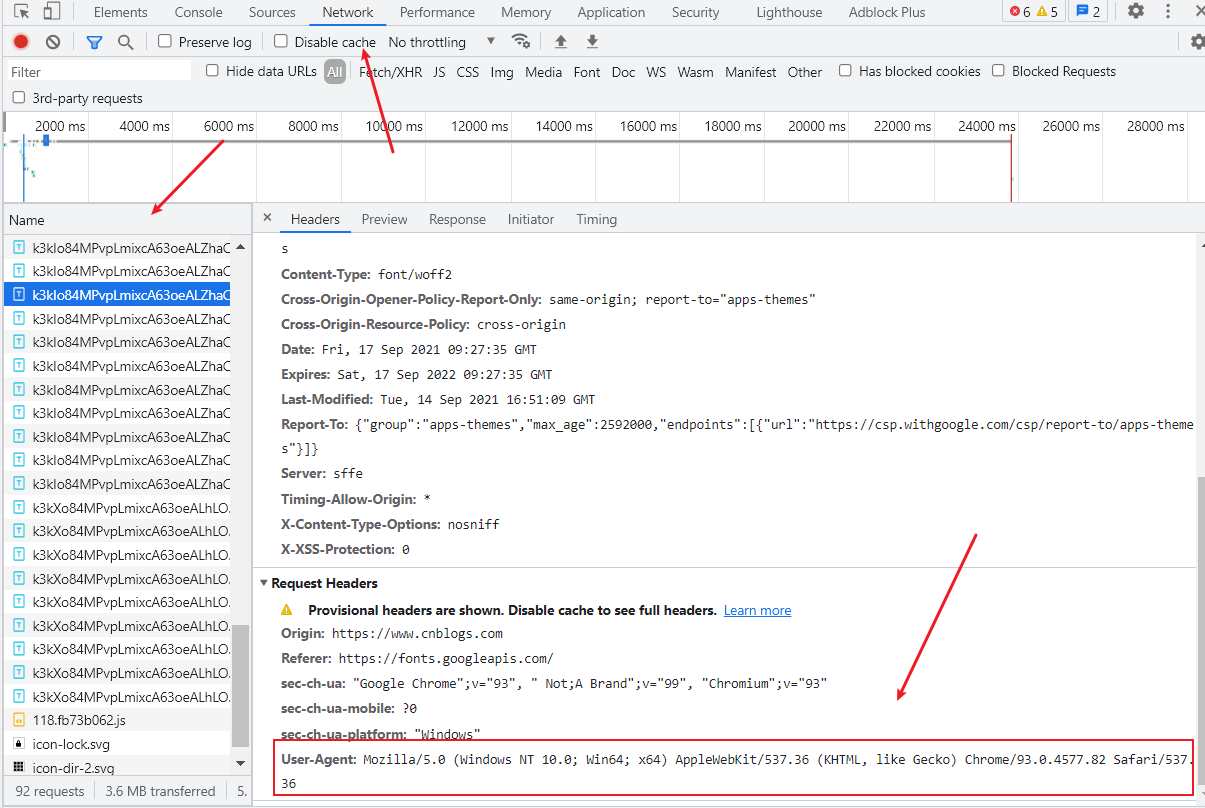 Elements Console Sources Network Performance Memory Application Security Lighthouse Adblock Plus 6 5 2
Preserve log Disable cache No throttling
Filter Hide data URLs All Fetch/XHR JS CSS Img Media Font Doc WS Wasm Manifest Other Has blocked cookies Blocked Requests
3rd-party requests
2000 ms 4000 ms 6000 ms 8000 ms 10000 ms 12000 ms 14000 ms 16000 ms 18000 ms 20000 ms 22000 ms 24000 ms 26000 ms 28000 ms
Name
k3kIo84MPvpLmixcA63oeALZhaC
k3kIo84MPvpLmixcA63oeALZhaC
k3kIo84MPvpLmixcA63oeALZhaC
k3kIo84MPvpLmixcA63oeALZhaC
k3kIo84MPvpLmixcA63oeALZhaC
k3kIo84MPvpLmixcA63oeALZhaC
k3kIo84MPvpLmixcA63oeALZhaC
k3kIo84MPvpLmixcA63oeALZhaC
k3kIo84MPvpLmixcA63oeALZhaC
k3kIo84MPvpLmixcA63oeALZhaC
k3kIo84MPvpLmixcA63oeALZhaC
k3kXo84MPvpLmixcA63oeALhLO.
k3kXo84MPvpLmixcA63oeALhLO.
k3kXo84MPvpLmixcA63oeALhLO.
k3kXo84MPvpLmixcA63oeALhLO.
k3kXo84MPvpLmixcA63oeALhLO.
k3kXo84MPvpLmixcA63oeALhLO.
k3kXo84MPvpLmixcA63oeALhLO.
k3kXo84MPvpLmixcA63oeALhLO.
k3kXo84MPvpLmixcA63oeALhLO.
118.fb73b062.js
icon-lock.svg
icon-dir-2.svg
92 requests 3.6 MB transferred 5.
Headers Preview Response Initiator Timing
s
Content-Type: font/woff2
Cross-Origin-Opener-Policy-Report-Only: same-origin; report-to="apps-themes"
Cross-Origin-Resource-Policy: cross-origin
Date: Fri, 17 Sep 2021 09:27:35 GMT
Expires: Sat, 17 Sep 2022 09:27:35 GMT
Last-Modified: Tue, 14 Sep 2021 16:51:09 GMT
Report-To: {"group":"apps-themes","max_age":2592000,"endpoints":[{"url":"https://csp.withgoogle.com/csp/report-to/apps-theme
s"}]}
Server: sffe
Timing-Allow-Origin: *
X-Content-Type-Options: nosniff
X-XSS-Protection: 0
Request Headers
Provisional headers are shown. Disable cache to see full headers. Learn more
Origin: https://www.cnblogs.com
Referer: https://fonts.googleapis.com/
sec-ch-ua: "Google Chrome";v="93", " Not;A Brand";v="99", "Chromium";v="93"
sec-ch-ua-mobile: ?0
sec-ch-ua-platform: "Windows"
User-Agent: Mozilla/5.0 (Windows NT 10.0; Win64; x64) AppleWebKit/537.36 (KHTML, like Gecko) Chrome/93.0.4577.82 Safari/537.
36